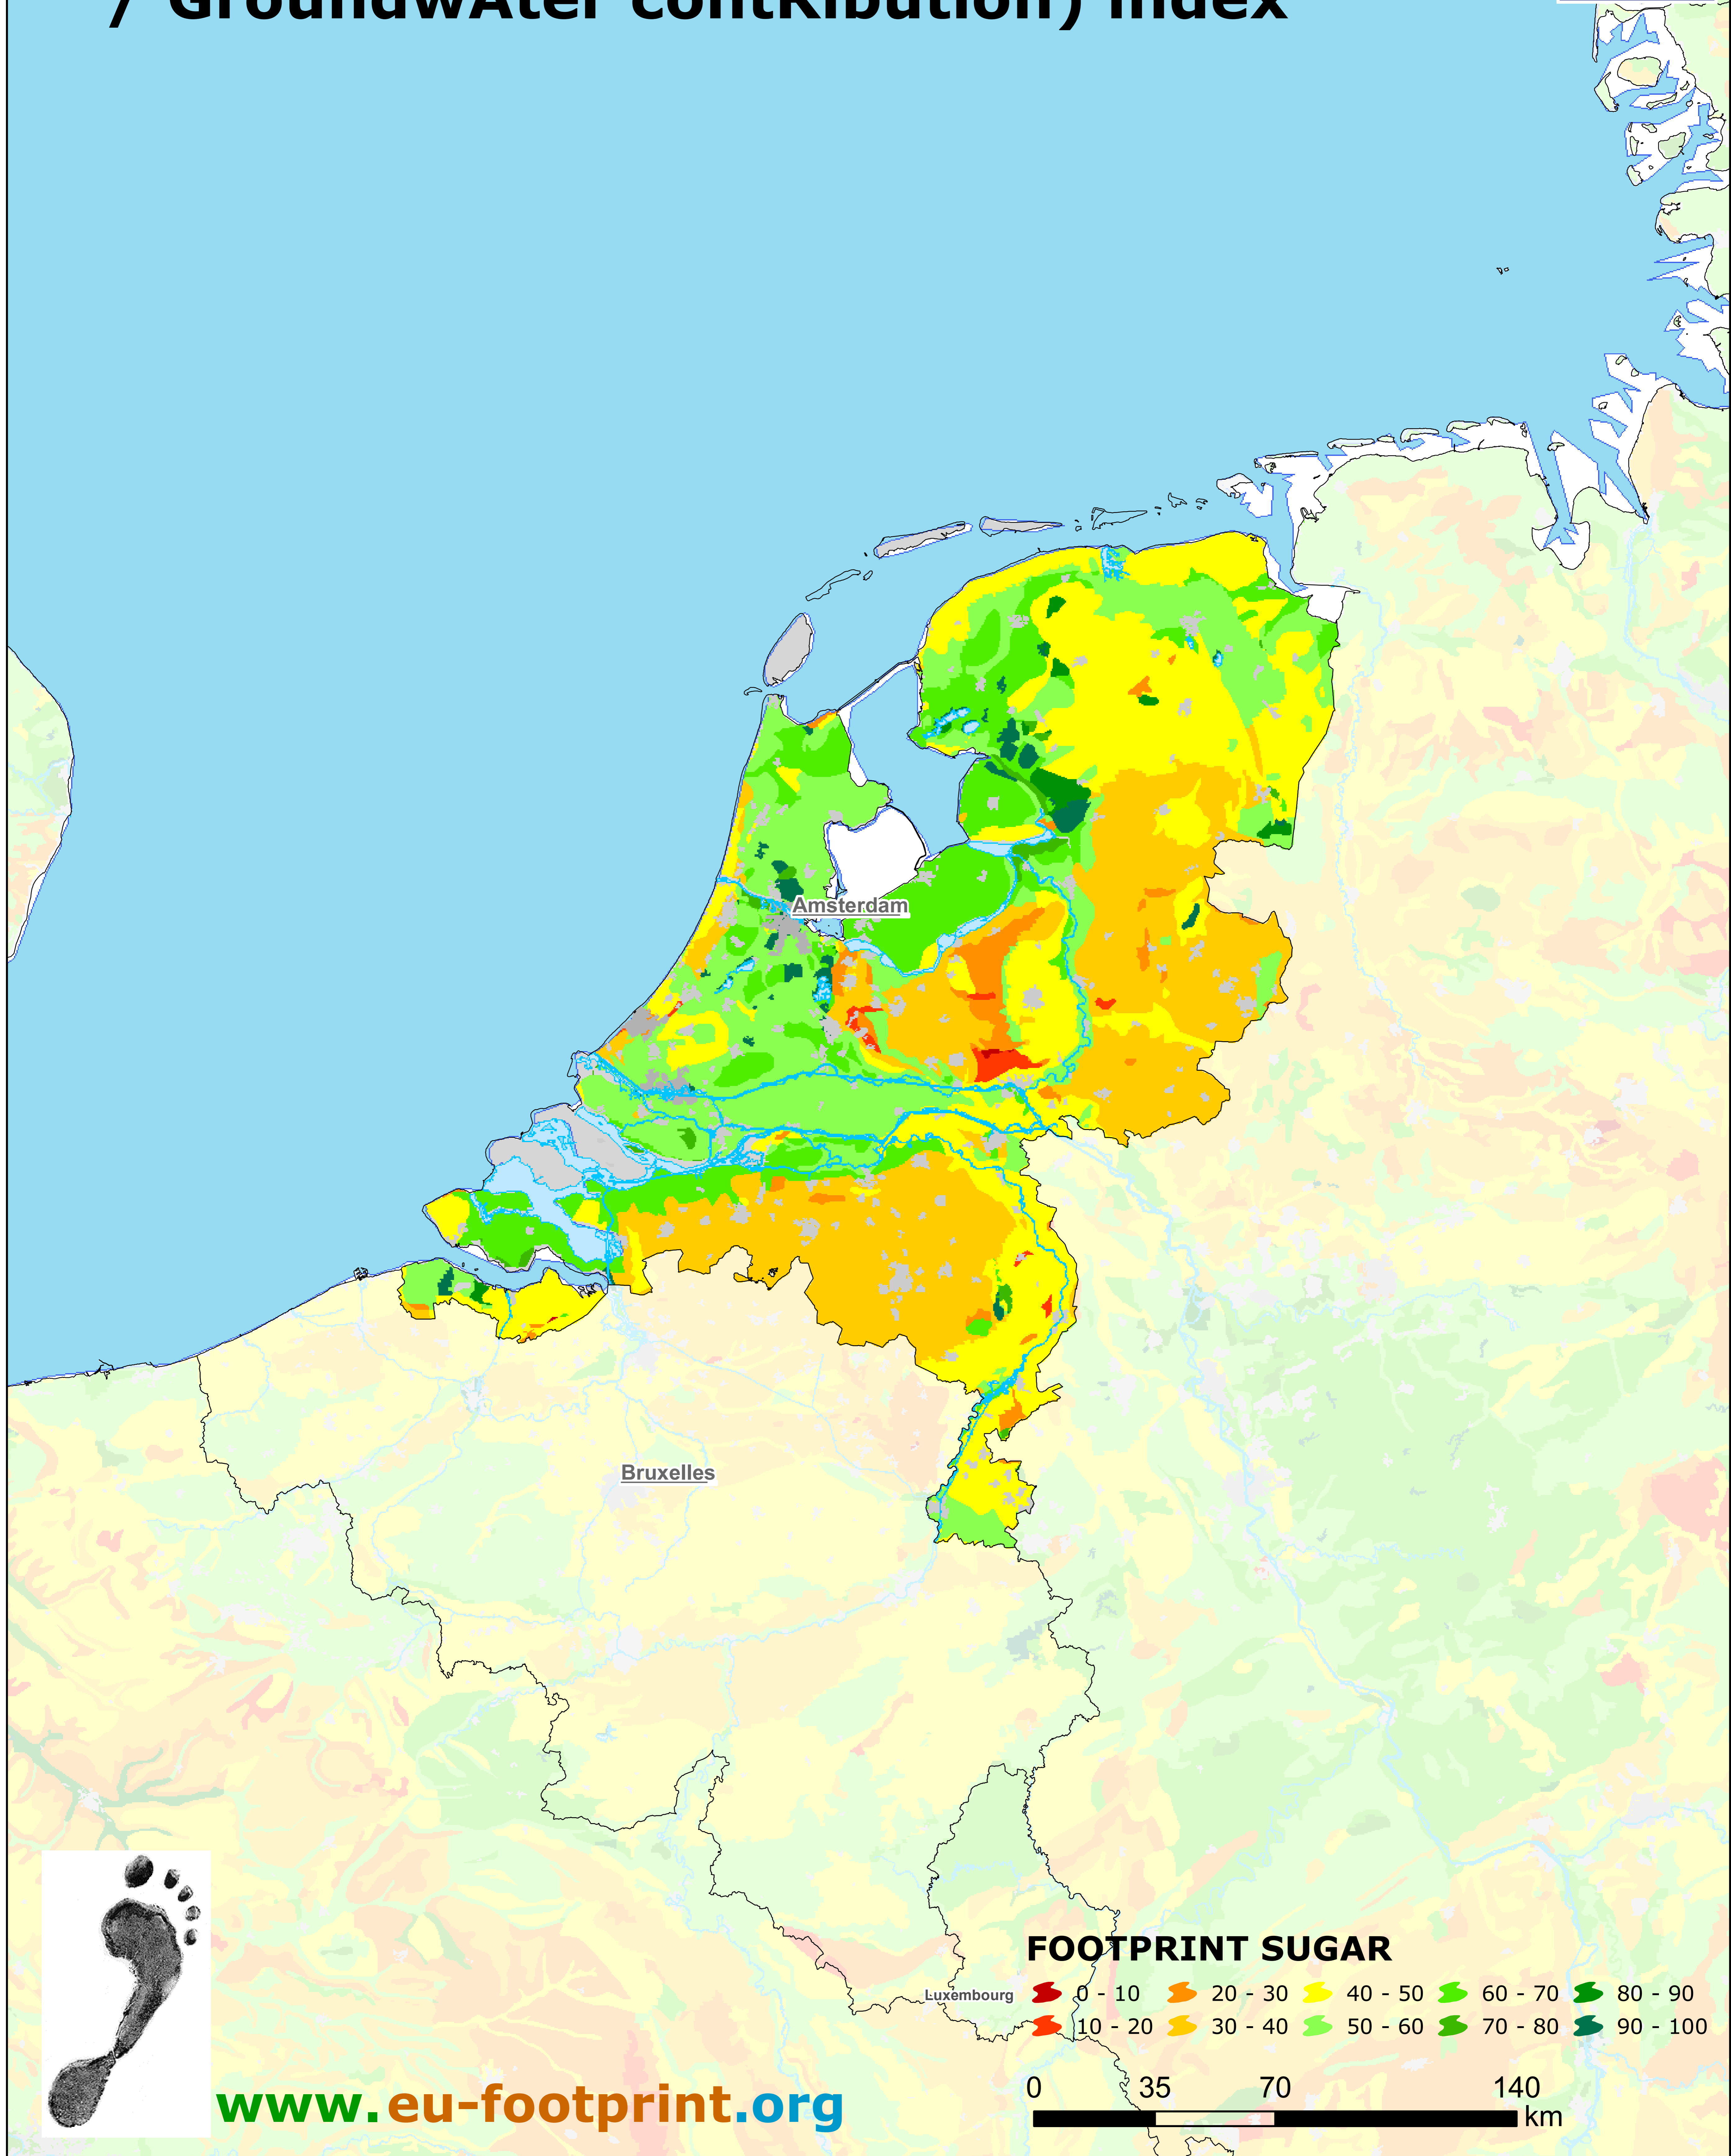 / GroundwAter contRibution) index
Amsterdam
Bruxelles
Luxembourg
FOOTPRINT SUGAR
0 - 10 20 - 30 40 - 50 60 - 70 80 - 90
10 - 20 30 - 40 50 - 60 70 - 80 90 - 100
0 35 70 140
km
www.eu-footprint.org